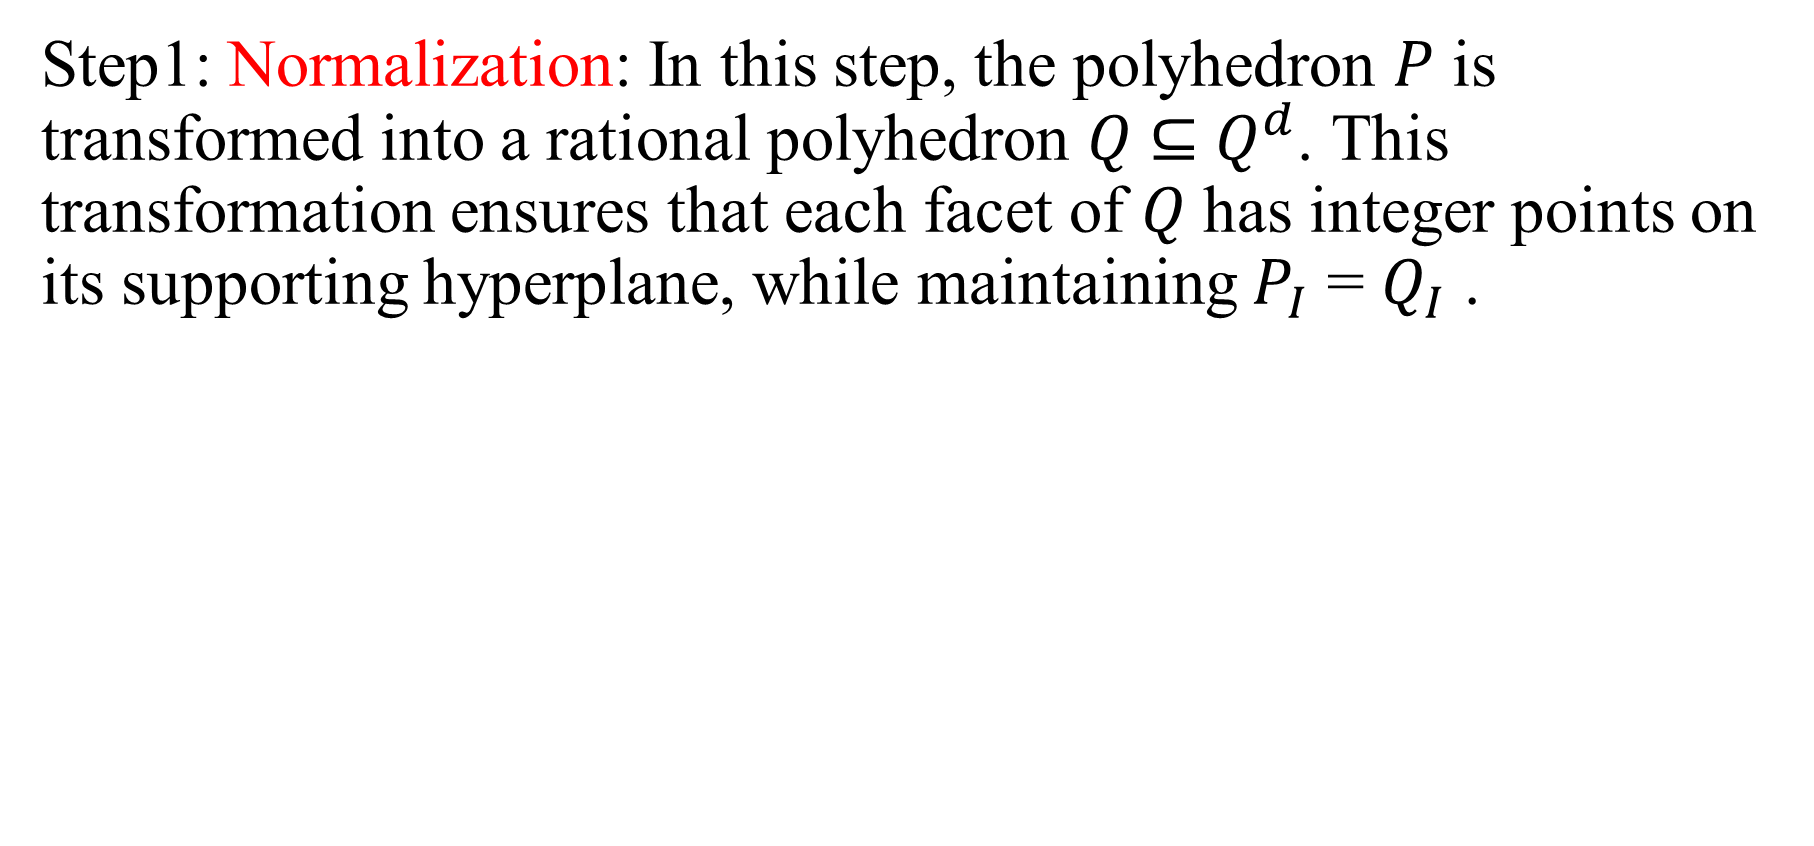 Step1: Normalization: In this step, the polyhedron 𝑃 is
transformed into a rational polyhedron 𝑄 ⊆ 𝑄ᵈ. This
transformation ensures that each facet of 𝑄 has integer points on
its supporting hyperplane, while maintaining 𝑃_𝐼 = 𝑄_𝐼 .